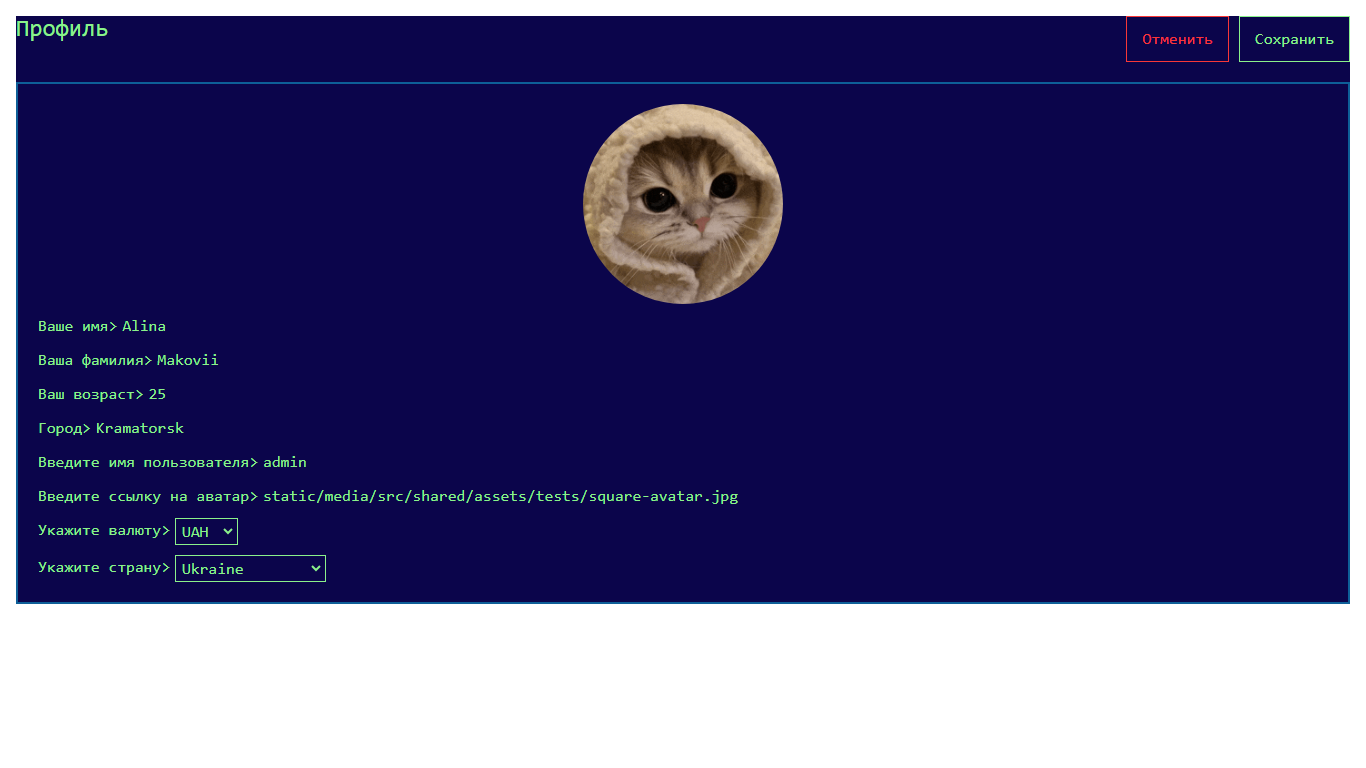 Профиль
Отменить
Сохранить
Ваше имя> Alina
Ваша фамилия> Makovii
Ваш возраст> 25
Город> Kramatorsk
Введите имя пользователя> admin
Введите ссылку на аватар> static/media/src/shared/assets/tests/square-avatar.jpg
Укажите валюту> UAH
Укажите страну> Ukraine